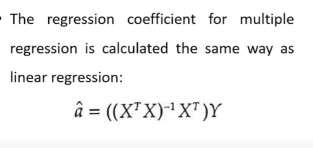 • The regression coefficient for multiple
regression is calculated the same way as
linear regression:
â = ((XᵀX)⁻¹Xᵀ)Y